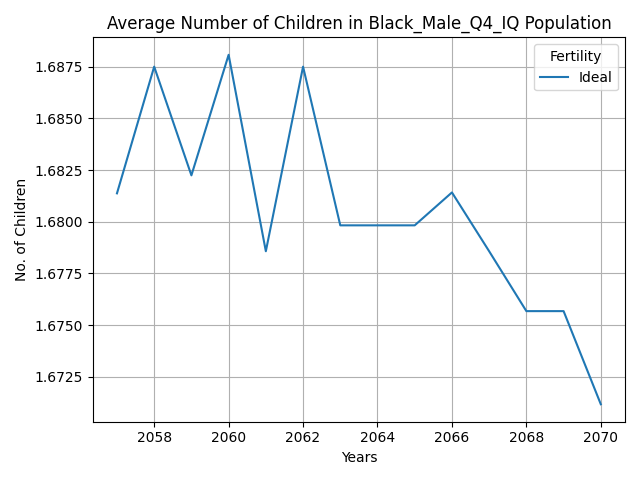 Average Number of Children in Black_Male_Q4_IQ Population
Fertility
Ideal
1.6875
1.6850
1.6825
1.6800
1.6775
1.6750
1.6725
No. of Children
2058 2060 2062 2064 2066 2068 2070
Years